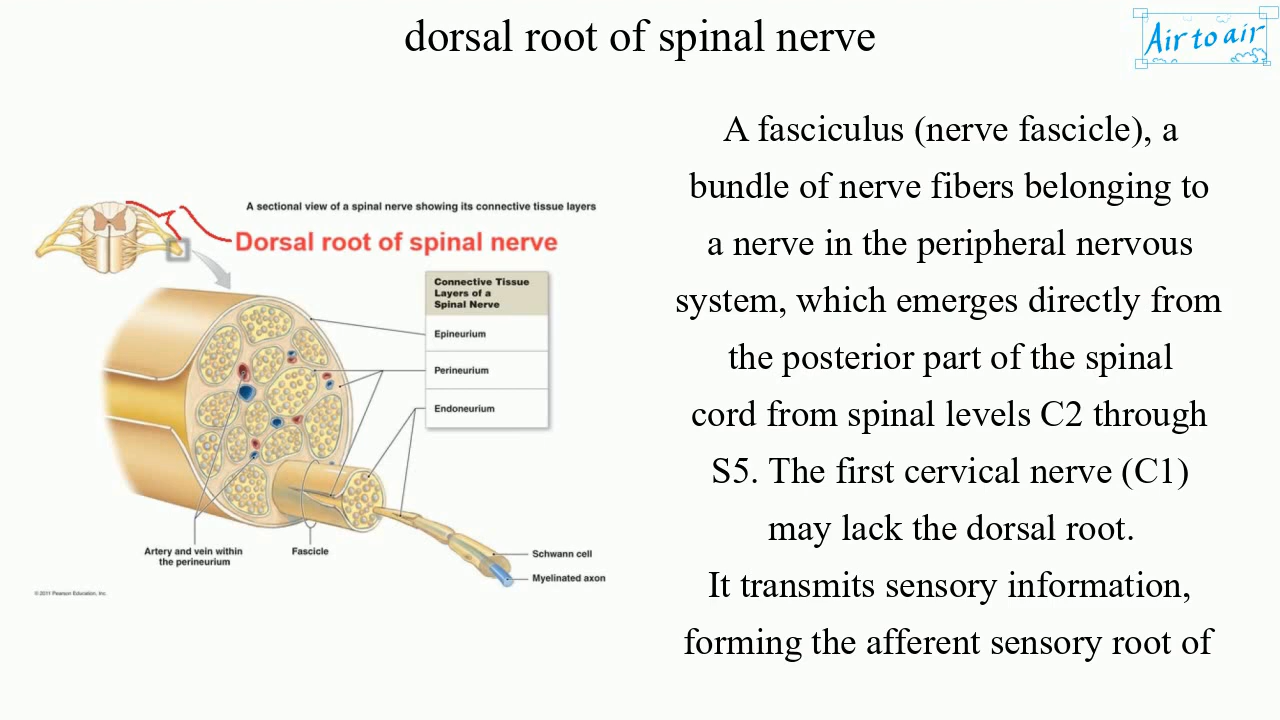 dorsal root of spinal nerve
Air to air
A sectional view of a spinal nerve showing its connective tissue layers
Dorsal root of spinal nerve
Connective Tissue
Layers of a
Spinal Nerve
Epineurium
Perineurium
Endoneurium
Artery and vein within
the perineurium
Fascicle
Schwann cell
Myelinated axon
© 2011 Pearson Education, Inc.
A fasciculus (nerve fascicle), a
bundle of nerve fibers belonging to
a nerve in the peripheral nervous
system, which emerges directly from
the posterior part of the spinal
cord from spinal levels C2 through
S5. The first cervical nerve (C1)
may lack the dorsal root.
It transmits sensory information,
forming the afferent sensory root of